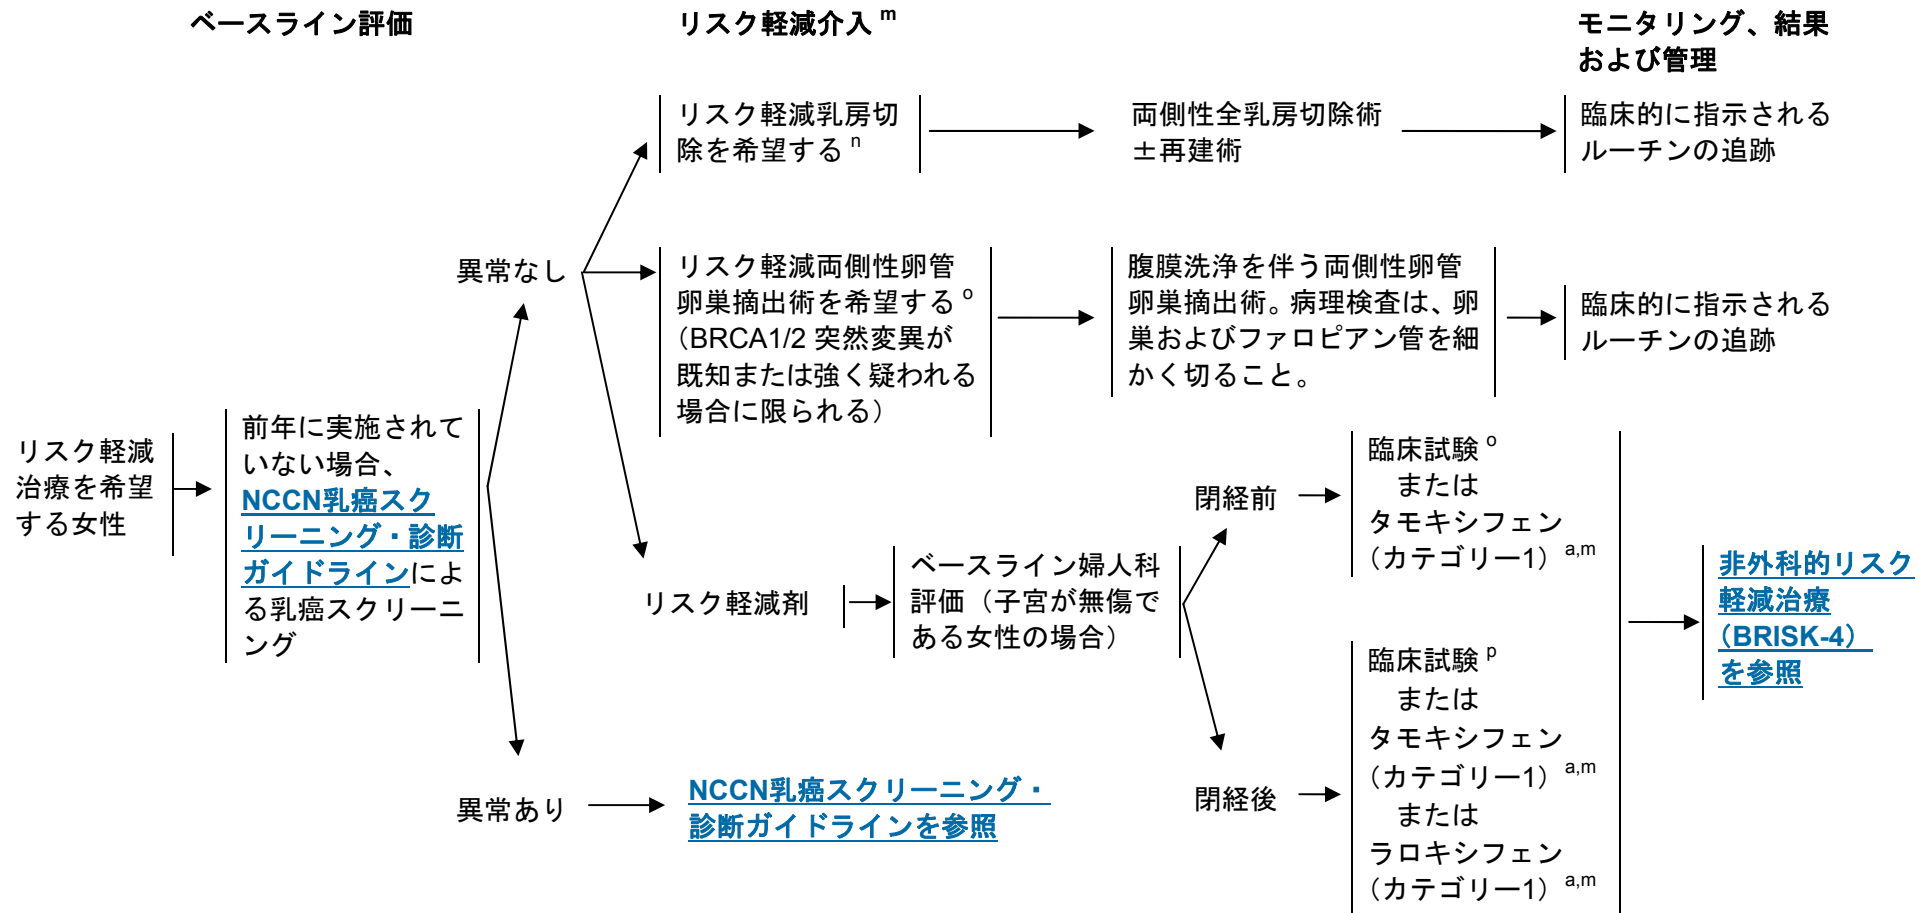 ベースライン評価
リスク軽減介入 m
モニタリング、結果
および管理
リスク軽減乳房切
除を希望する n
両側性全乳房切除術
±再建術
臨床的に指示される
ルーチンの追跡
異常なし
リスク軽減両側性卵管
卵巣摘出術を希望する o
（BRCA1/2 突然変異が
既知または強く疑われる
場合に限られる）
腹膜洗浄を伴う両側性卵管
卵巣摘出術。病理検査は、卵
巣およびファロピアン管を細
かく切ること。
臨床的に指示される
ルーチンの追跡
リスク軽減
治療を希望
する女性
前年に実施されて
いない場合、
NCCN乳癌スク
リーニング・診断
ガイドラインによ
る乳癌スクリーニ
ング
リスク軽減剤
ベースライン婦人科
評価（子宮が無傷で
ある女性の場合）
閉経前
臨床試験 o
または
タモキシフェン
（カテゴリー1）a,m
閉経後
臨床試験 p
または
タモキシフェン
（カテゴリー1）a,m
または
ラロキシフェン
（カテゴリー1）a,m
非外科的リスク
軽減治療
（BRISK-4）
を参照
異常あり
NCCN乳癌スクリーニング・
診断ガイドラインを参照